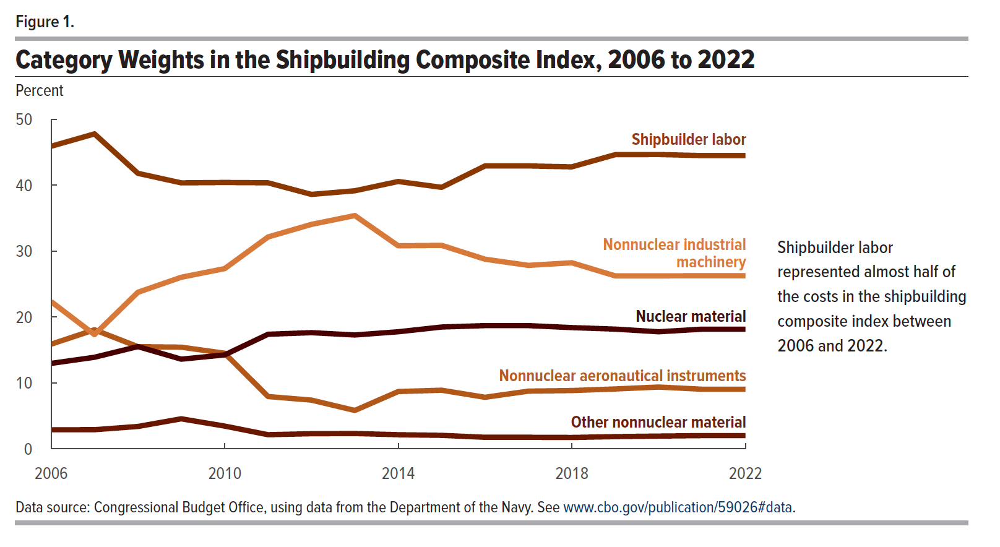 Figure 1.
Category Weights in the Shipbuilding Composite Index, 2006 to 2022
Percent
50
40
30
20
10
0
Shipbuilder labor
Nonnuclear industrial
machinery
Nuclear material
Nonnuclear aeronautical instruments
Other nonnuclear material
2006
2010
2014
2018
2022
Shipbuilder labor
represented almost half of
the costs in the shipbuilding
composite index between
2006 and 2022.
Data source: Congressional Budget Office, using data from the Department of the Navy. See www.cbo.gov/publication/59026#data.